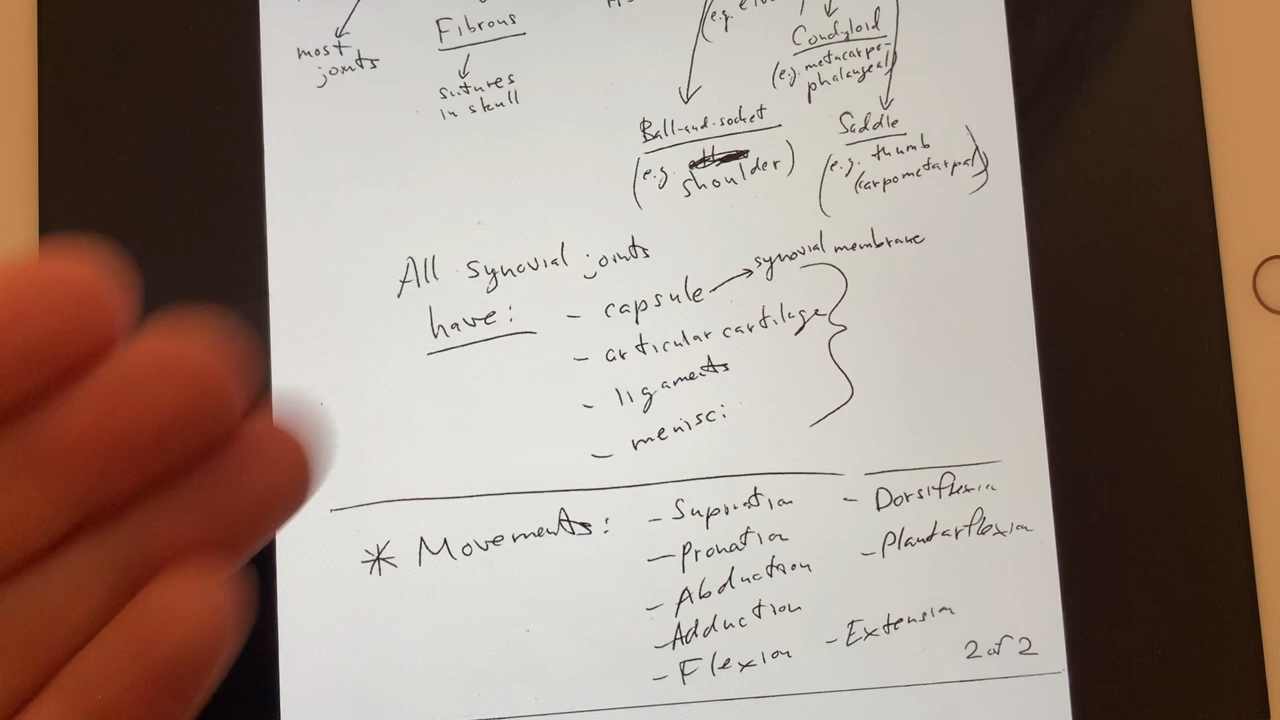 most
joints
Fibrous
sutures
in skull
(e.g.
Condyloid
(e.g. metacarpo-
phalangeal)
Ball-and-socket
(e.g. shoulder)
Saddle
(e.g. thumb
carpometarpal)
All synovial joints
have:
- capsule → synovial membrane
- articular cartilage
- ligaments
- menisci
* Movements:
- Supination
- Pronation
- Abduction
- Adduction
- Flexion
- Dorsiflexion
- Plantarflexion
- Extension
2 of 2